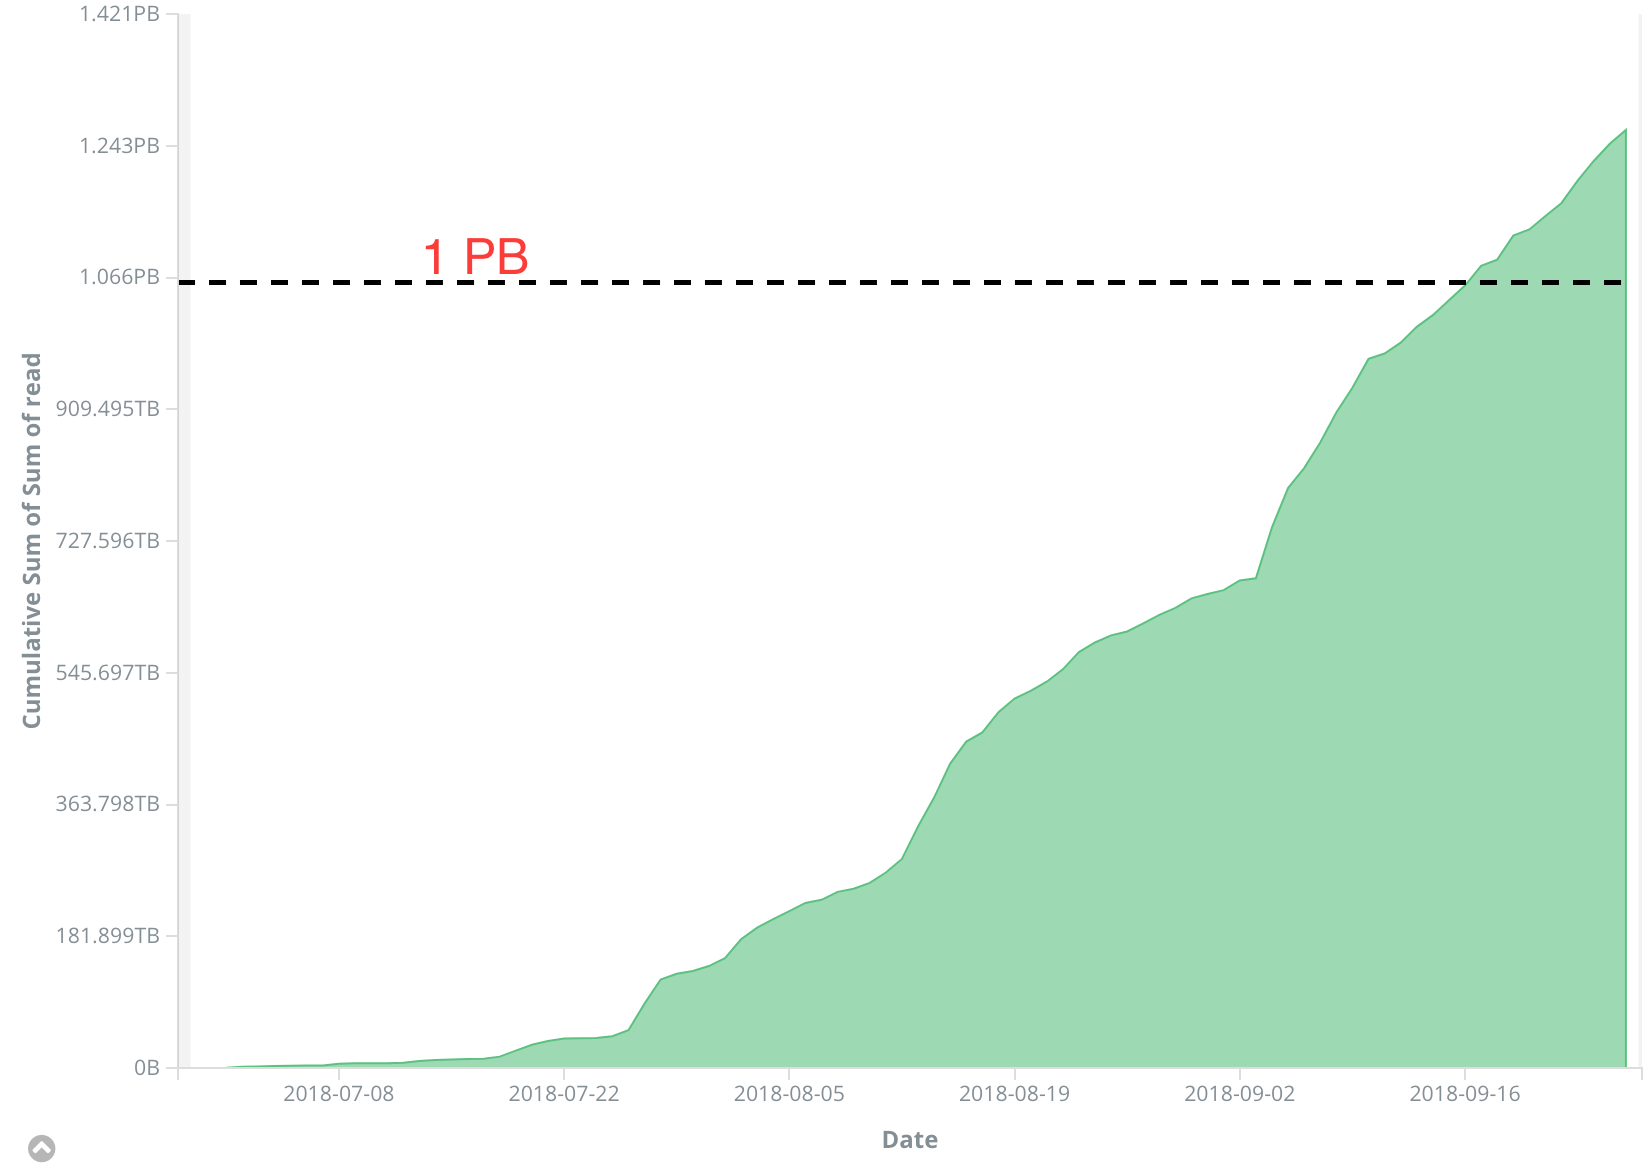 1.421PB
1.243PB
1 PB
1.066PB
909.495TB
727.596TB
545.697TB
363.798TB
181.899TB
0B
Cumulative Sum of Sum of read
2018-07-08
2018-07-22
2018-08-05
2018-08-19
2018-09-02
2018-09-16
Date